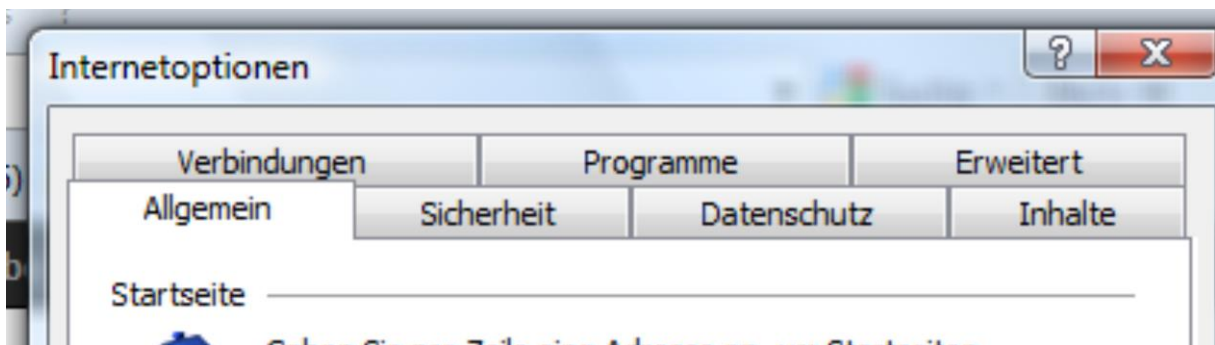 Internetoptionen
Verbindungen Programme Erweitert
Allgemein Sicherheit Datenschutz Inhalte
Startseite